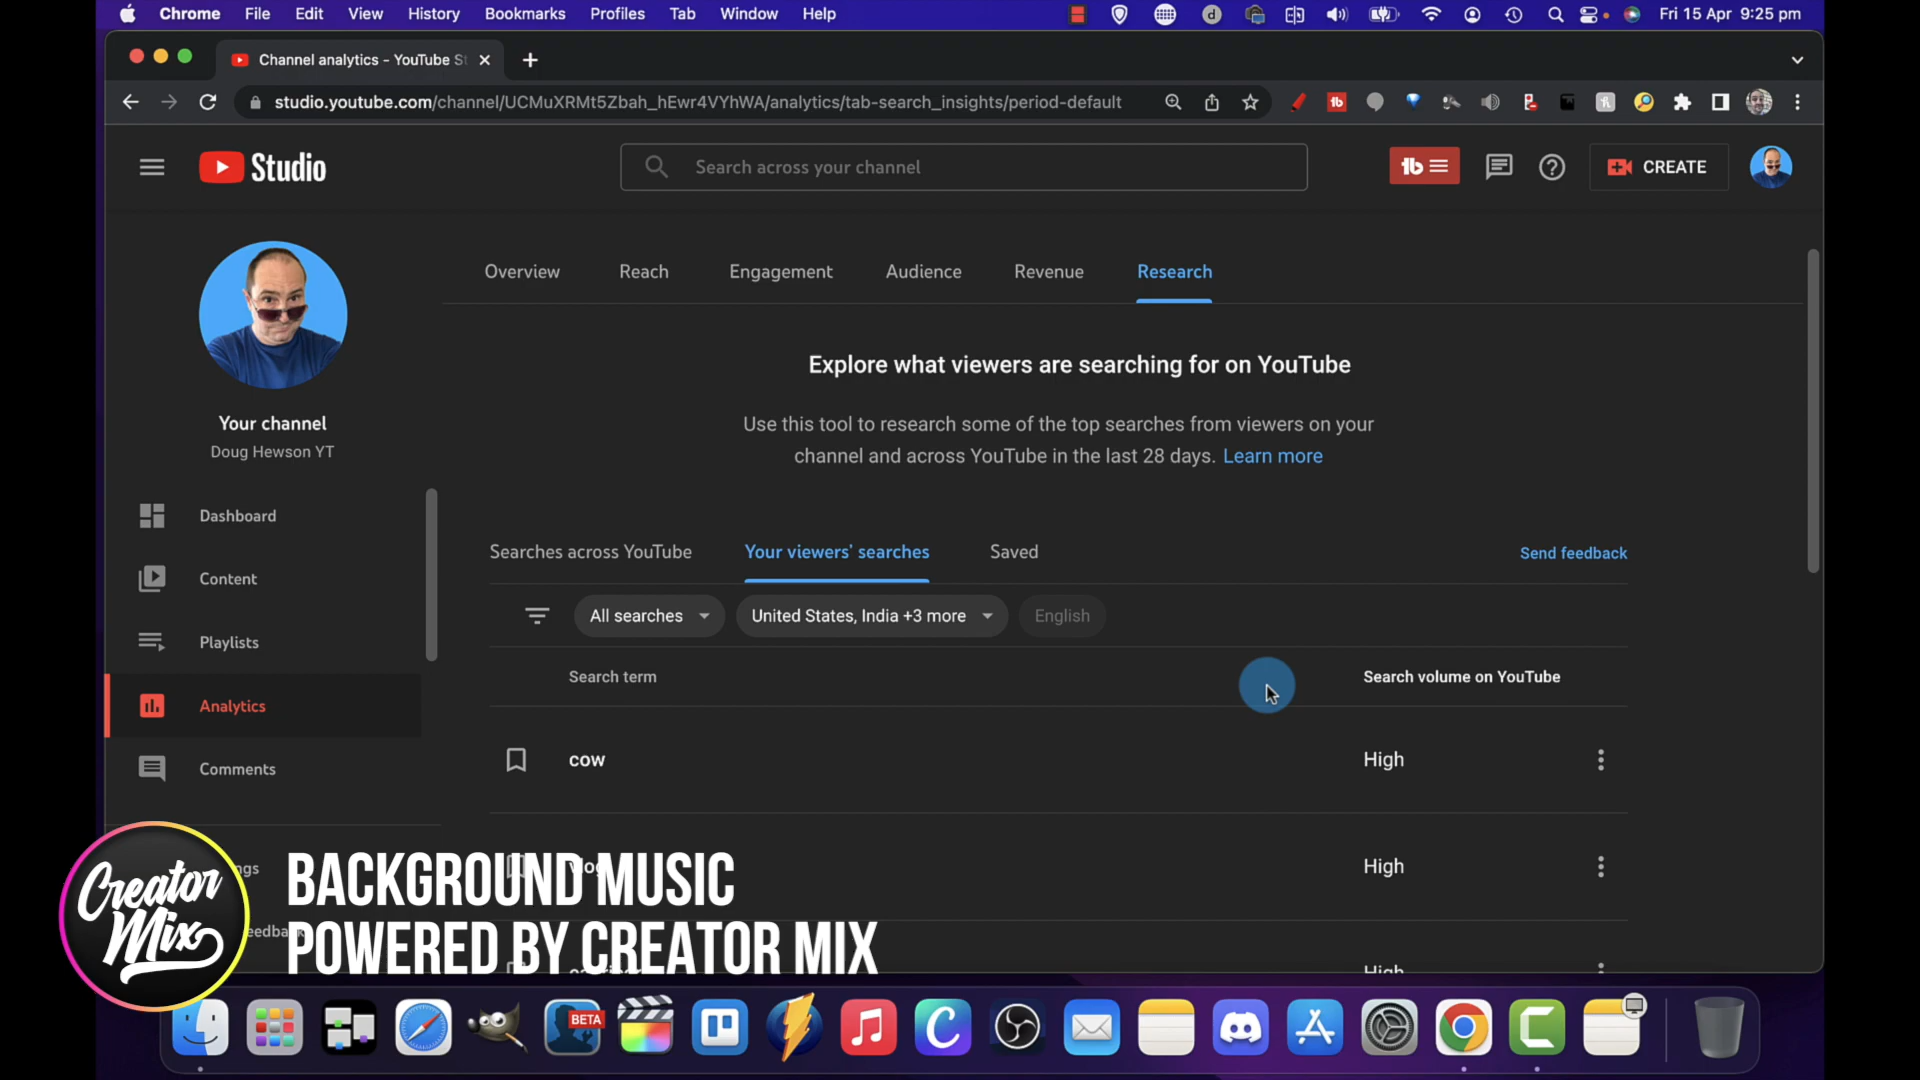 Chrome File Edit View History Bookmarks Profiles Tab Window Help
Fri 15 Apr 9:25 pm
Channel analytics - YouTube St
studio.youtube.com/channel/UCMuXRMt5Zbah_hEwr4VYhWA/analytics/tab-search_insights/period-default
Studio
Search across your channel
CREATE
Overview Reach Engagement Audience Revenue Research
Explore what viewers are searching for on YouTube
Use this tool to research some of the top searches from viewers on your
channel and across YouTube in the last 28 days. Learn more
Your channel
Doug Hewson YT
Dashboard
Content
Playlists
Analytics
Comments
Searches across YouTube Your viewers' searches Saved
Send feedback
All searches United States, India +3 more English
Search term Search volume on YouTube
cow High
High
High
Creator
Mix
BACKGROUND MUSIC
POWERED BY CREATOR MIX
BETA